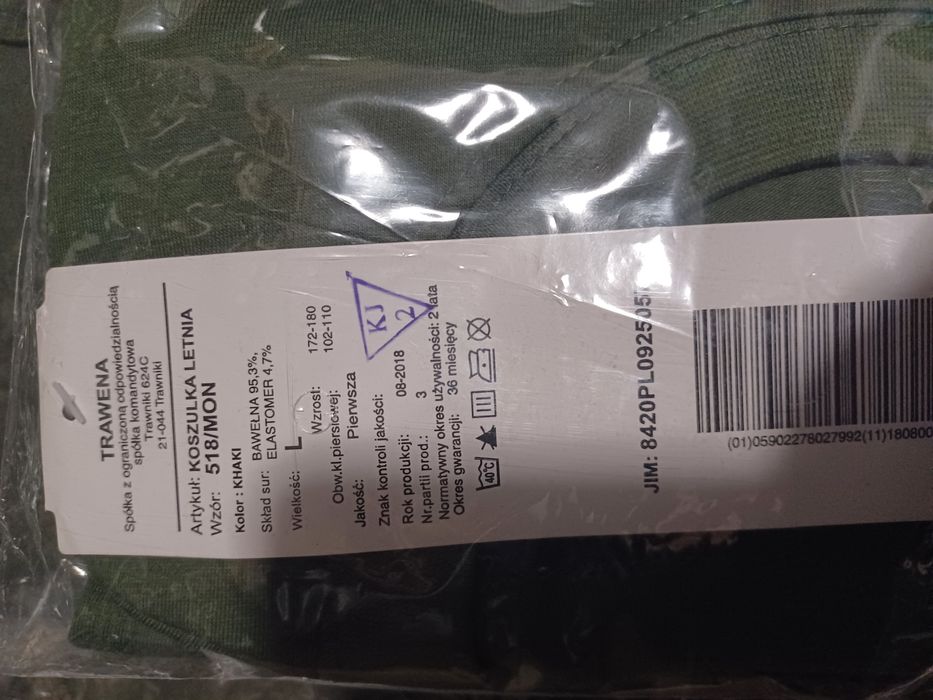 TRAWENA
Spółka z ograniczoną odpowiedzialnością
spółka komandytowa
Trawniki 624C
21-044 Trawniki
Artykuł: KOSZULKA LETNIA
Wzór: 518/MON
Kolor : KHAKI
Skład sur: BAWEŁNA 95,3%,
ELASTOMER 4,7%
Wielkość: L
Wzrost: 172-180
Obw.kl.piersiowej: 102-110
Jakość: Pierwsza
Znak kontroli jakości:
KJ
2
Rok produkcji: 08-2018
Nr.partii prod.: 3
Normatywny okres używalności: 2 lata
Okres gwarancji: 36 miesięcy
40°C
JIM: 8420PL092505
(01)05902278027992(11)180800